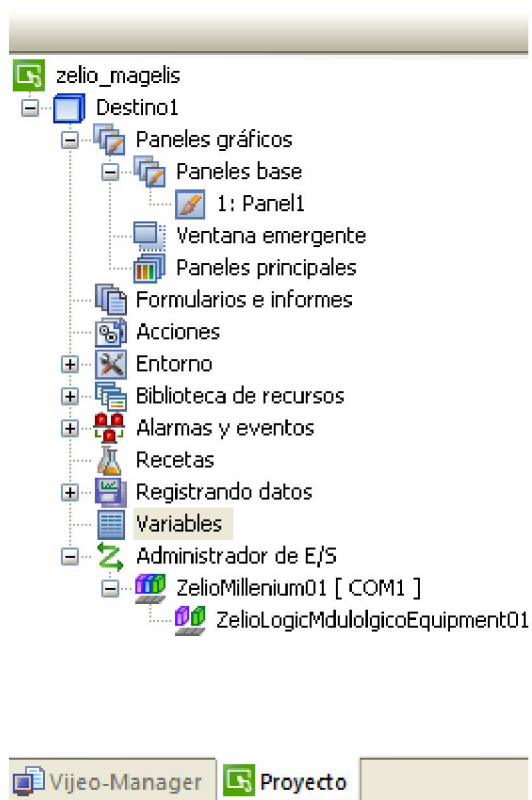 zelio_magelis
Destino1
Paneles gráficos
Paneles base
1: Panel1
Ventana emergente
Paneles principales
Formularios e informes
Acciones
Entorno
Biblioteca de recursos
Alarmas y eventos
Recetas
Registrando datos
Variables
Administrador de E/S
ZelioMillenium01 [ COM1 ]
ZelioLogicMdulolgicoEquipment01
Vijeo-Manager
Proyecto